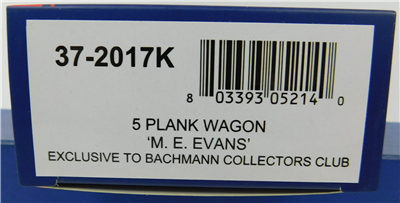 37-2017K
8 03393 05214 0
5 PLANK WAGON
‘M. E. EVANS’
EXCLUSIVE TO BACHMANN COLLECTORS CLUB